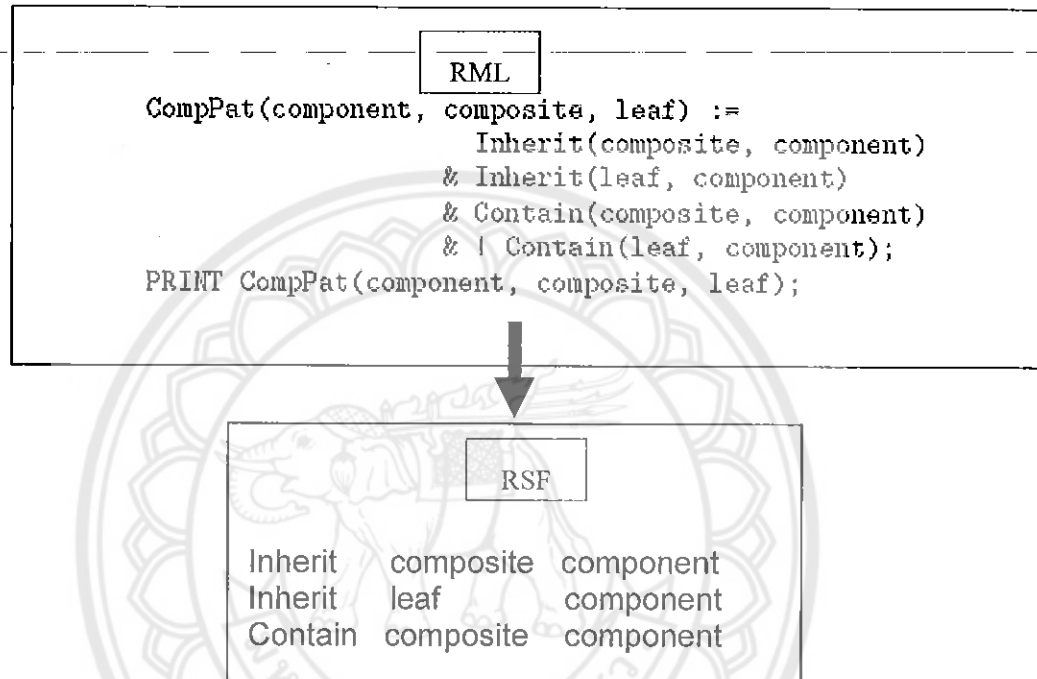 RML
CompPat(component, composite, leaf) :=
Inherit(composite, component)
& Inherit(leaf, component)
& Contain(composite, component)
& ! Contain(leaf, component);
PRINT CompPat(component, composite, leaf);
RSF
Inherit composite component
Inherit leaf component
Contain composite component